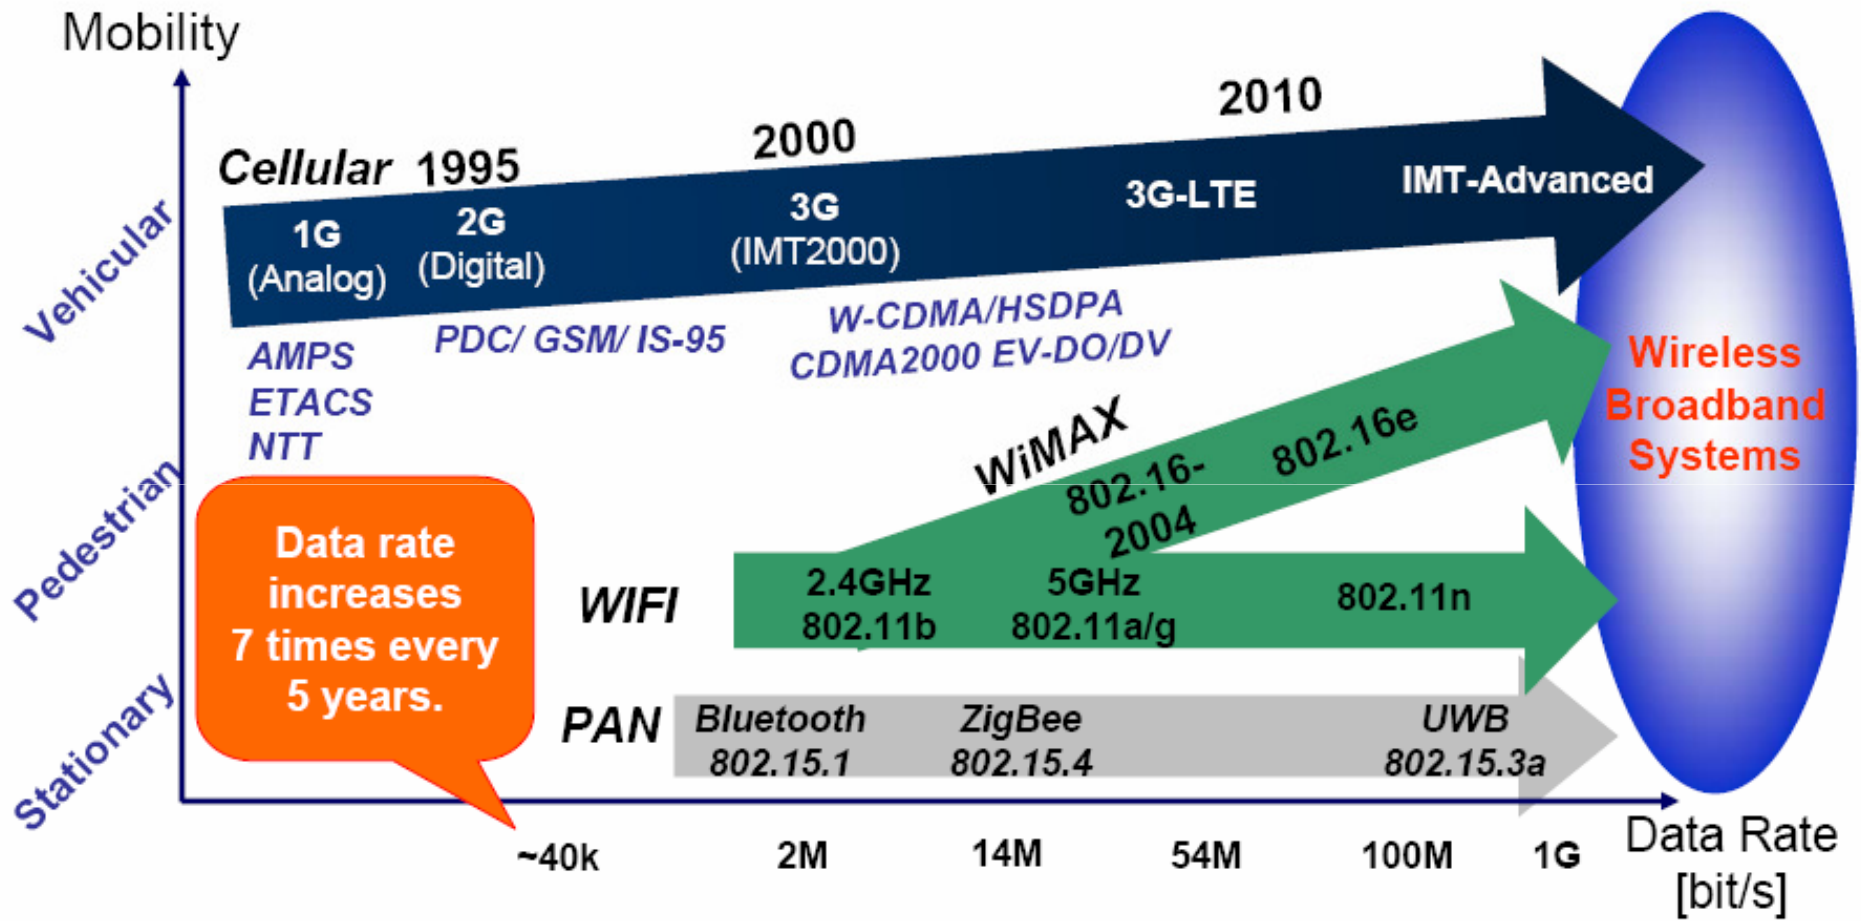 Mobility
Cellular
1995
2000
2010
1G
(Analog)
2G
(Digital)
3G
(IMT2000)
3G-LTE
IMT-Advanced
Vehicular
AMPS
ETACS
NTT
PDC/ GSM/ IS-95
W-CDMA/HSDPA
CDMA2000 EV-DO/DV
WiMAX
802.16-
2004
802.16e
Wireless
Broadband
Systems
Pedestrian
Data rate
increases
7 times every
5 years.
WIFI
2.4GHz
802.11b
5GHz
802.11a/g
802.11n
Stationary
PAN
Bluetooth
802.15.1
ZigBee
802.15.4
UWB
802.15.3a
~40k
2M
14M
54M
100M
1G
Data Rate
[bit/s]